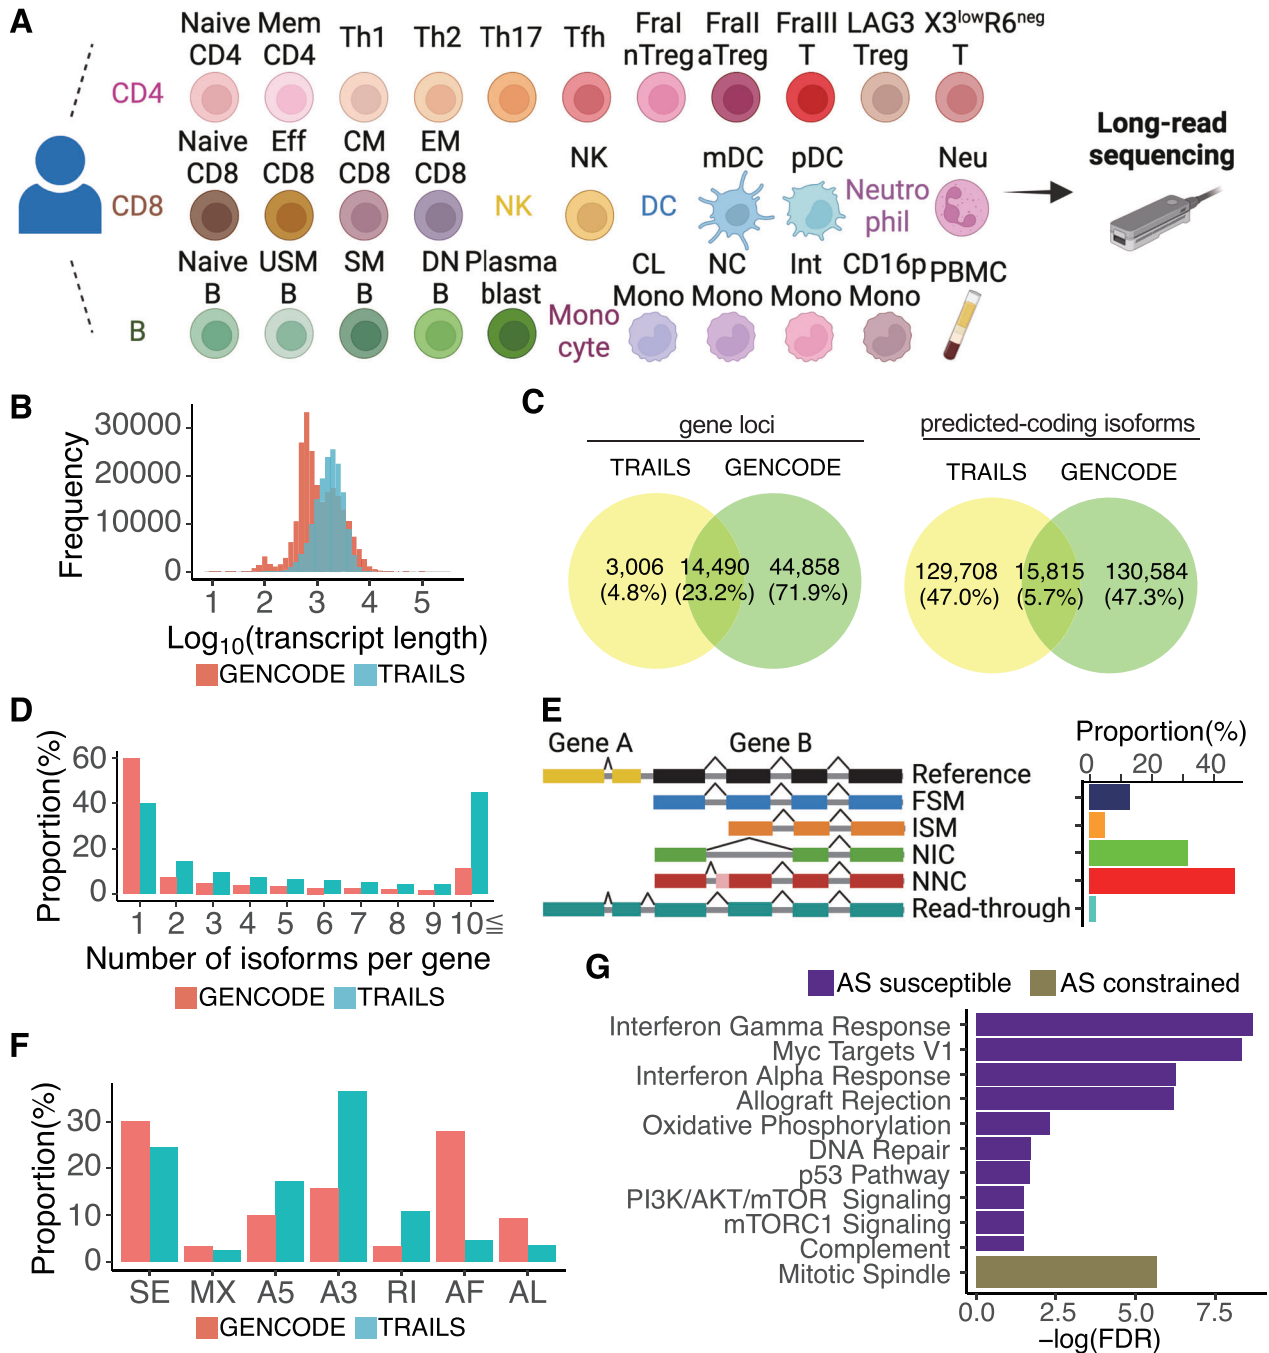 A
Naive Mem Th1 Th2 Th17 Tfh FraI FraII FraIII LAG3 X3lowR6neg
CD4 CD4 nTreg aTreg T Treg T
CD4
Naive Eff CM EM NK mDC pDC Neu
CD8 CD8 CD8 CD8
CD8 NK DC Neutro
phil
Naive USM SM DN Plasma CL NC Int CD16p PBMC
B B B B blast Mono Mono Mono Mono
B Mono
cyte
Long-read
sequencing
B
Frequency
30000
20000
10000
0
1 2 3 4 5
Log10(transcript length)
GENCODE TRAILS
C
gene loci
TRAILS GENCODE
3,006 14,490 44,858
(4.8%) (23.2%) (71.9%)
predicted-coding isoforms
TRAILS GENCODE
129,708 15,815 130,584
(47.0%) (5.7%) (47.3%)
D
Proportion(%)
60
40
20
0
1 2 3 4 5 6 7 8 9 10≦
Number of isoforms per gene
GENCODE TRAILS
E
Gene A Gene B
Reference
FSM
ISM
NIC
NNC
Read-through
Proportion(%)
0 20 40
F
Proportion(%)
30
20
10
0
SE MX A5 A3 RI AF AL
GENCODE TRAILS
G
AS susceptible AS constrained
Interferon Gamma Response
Myc Targets V1
Interferon Alpha Response
Allograft Rejection
Oxidative Phosphorylation
DNA Repair
p53 Pathway
PI3K/AKT/mTOR Signaling
mTORC1 Signaling
Complement
Mitotic Spindle
0.0 2.5 5.0 7.5
−log(FDR)